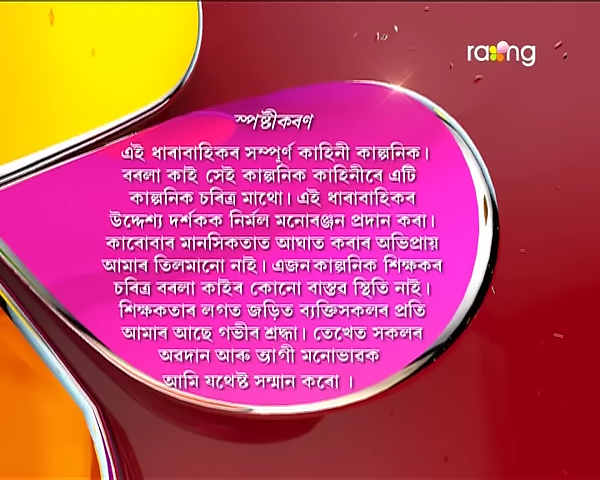 raang
স্পষ্টীকৰণ
এই ধাৰাবাহিকৰ সম্পূৰ্ণ কাহিনী কাল্পনিক।
বৰলা কাই সেই কাল্পনিক কাহিনীৰে এটি
কাল্পনিক চৰিত্ৰ মাথো। এই ধাৰাবাহিকৰ
উদ্দেশ্য দৰ্শকক নিৰ্মল মনোৰঞ্জন প্ৰদান কৰা।
কাৰোবাৰ মানসিকতাত আঘাত কৰাৰ অভিপ্ৰায়
আমাৰ তিলমানো নাই। এজন কাল্পনিক শিক্ষকৰ
চৰিত্ৰ বৰলা কাইৰ কোনো বাস্তৱ স্থিতি নাই।
শিক্ষকতাৰ লগত জড়িত ব্যক্তিসকলৰ প্ৰতি
আমাৰ আছে গভীৰ শ্ৰদ্ধা। তেখেত সকলৰ
অৱদান আৰু ত্যাগী মনোভাবক
আমি যথেষ্ট সন্মান কৰো ।